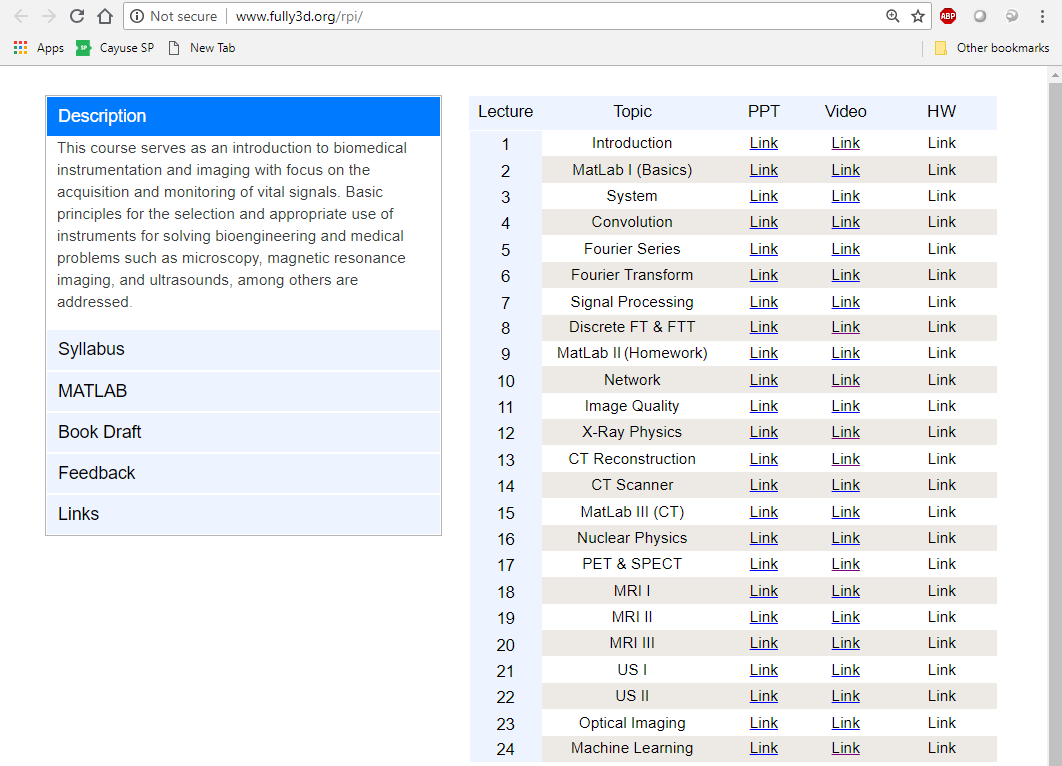 Not secure www.fully3d.org/rpi/ ABP
Apps SP Cayuse SP New Tab Other bookmarks
Description
This course serves as an introduction to biomedical
instrumentation and imaging with focus on the
acquisition and monitoring of vital signals. Basic
principles for the selection and appropriate use of
instruments for solving bioengineering and medical
problems such as microscopy, magnetic resonance
imaging, and ultrasounds, among others are
addressed.
Syllabus
MATLAB
Book Draft
Feedback
Links
Lecture Topic PPT Video HW
1 Introduction Link Link Link
2 MatLab I (Basics) Link Link Link
3 System Link Link Link
4 Convolution Link Link Link
5 Fourier Series Link Link Link
6 Fourier Transform Link Link Link
7 Signal Processing Link Link Link
8 Discrete FT & FTT Link Link Link
9 MatLab II (Homework) Link Link Link
10 Network Link Link Link
11 Image Quality Link Link Link
12 X-Ray Physics Link Link Link
13 CT Reconstruction Link Link Link
14 CT Scanner Link Link Link
15 MatLab III (CT) Link Link Link
16 Nuclear Physics Link Link Link
17 PET & SPECT Link Link Link
18 MRI I Link Link Link
19 MRI II Link Link Link
20 MRI III Link Link Link
21 US I Link Link Link
22 US II Link Link Link
23 Optical Imaging Link Link Link
24 Machine Learning Link Link Link